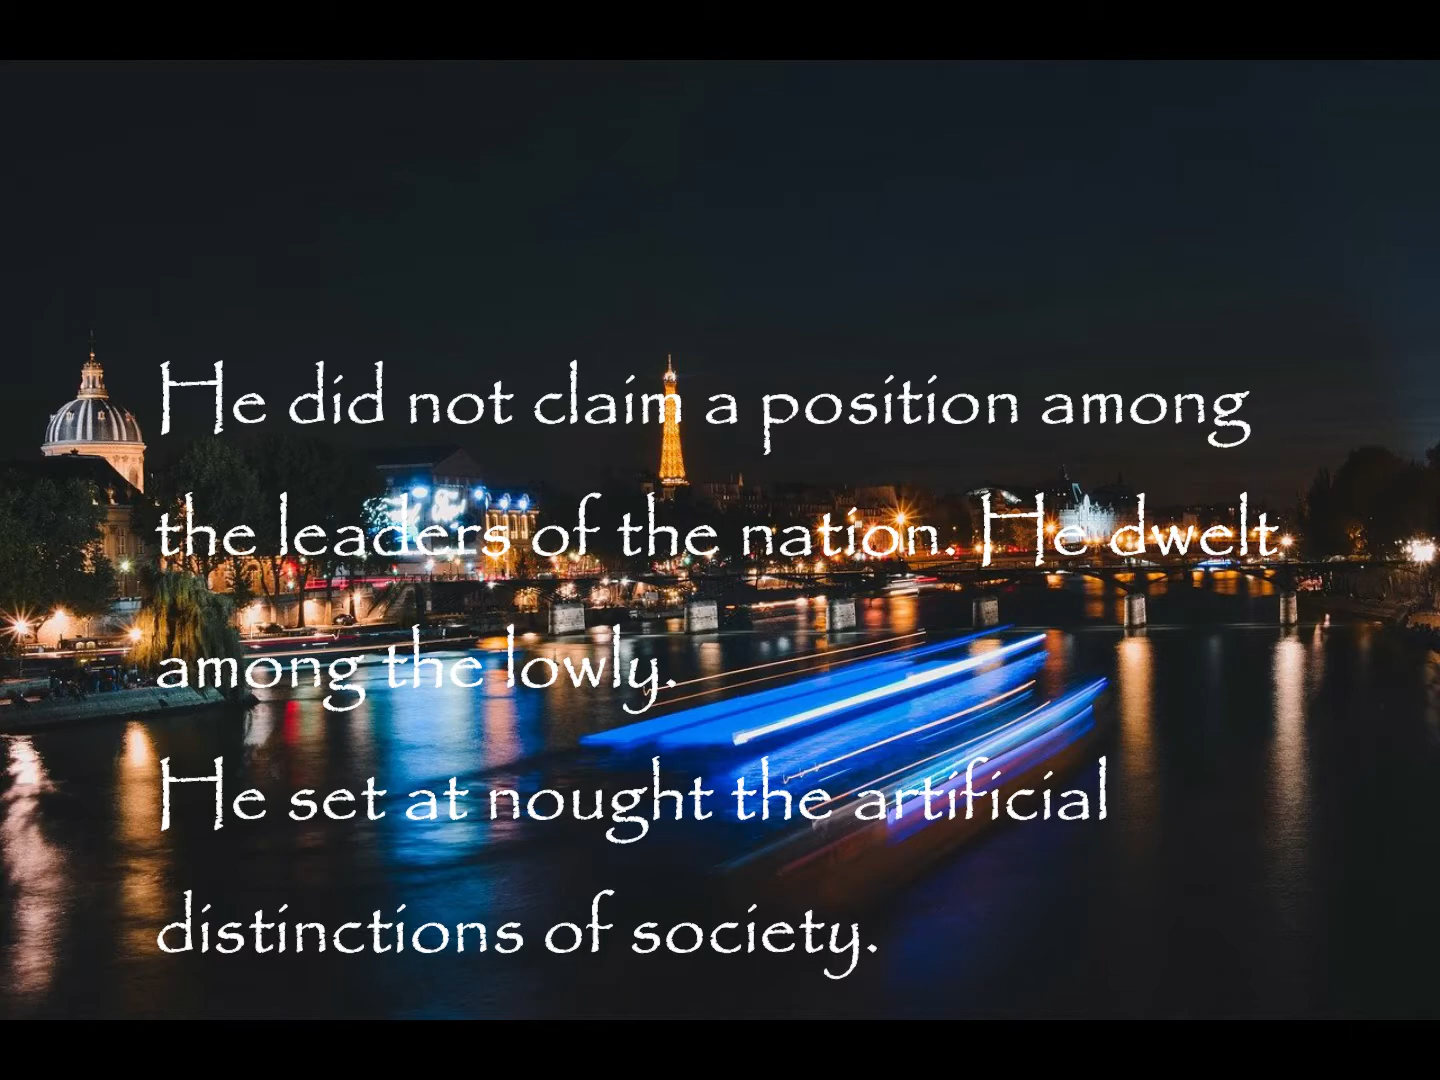 He did not claim a position among
the leaders of the nation. He dwelt
among the lowly.
He set at nought the artificial
distinctions of society.